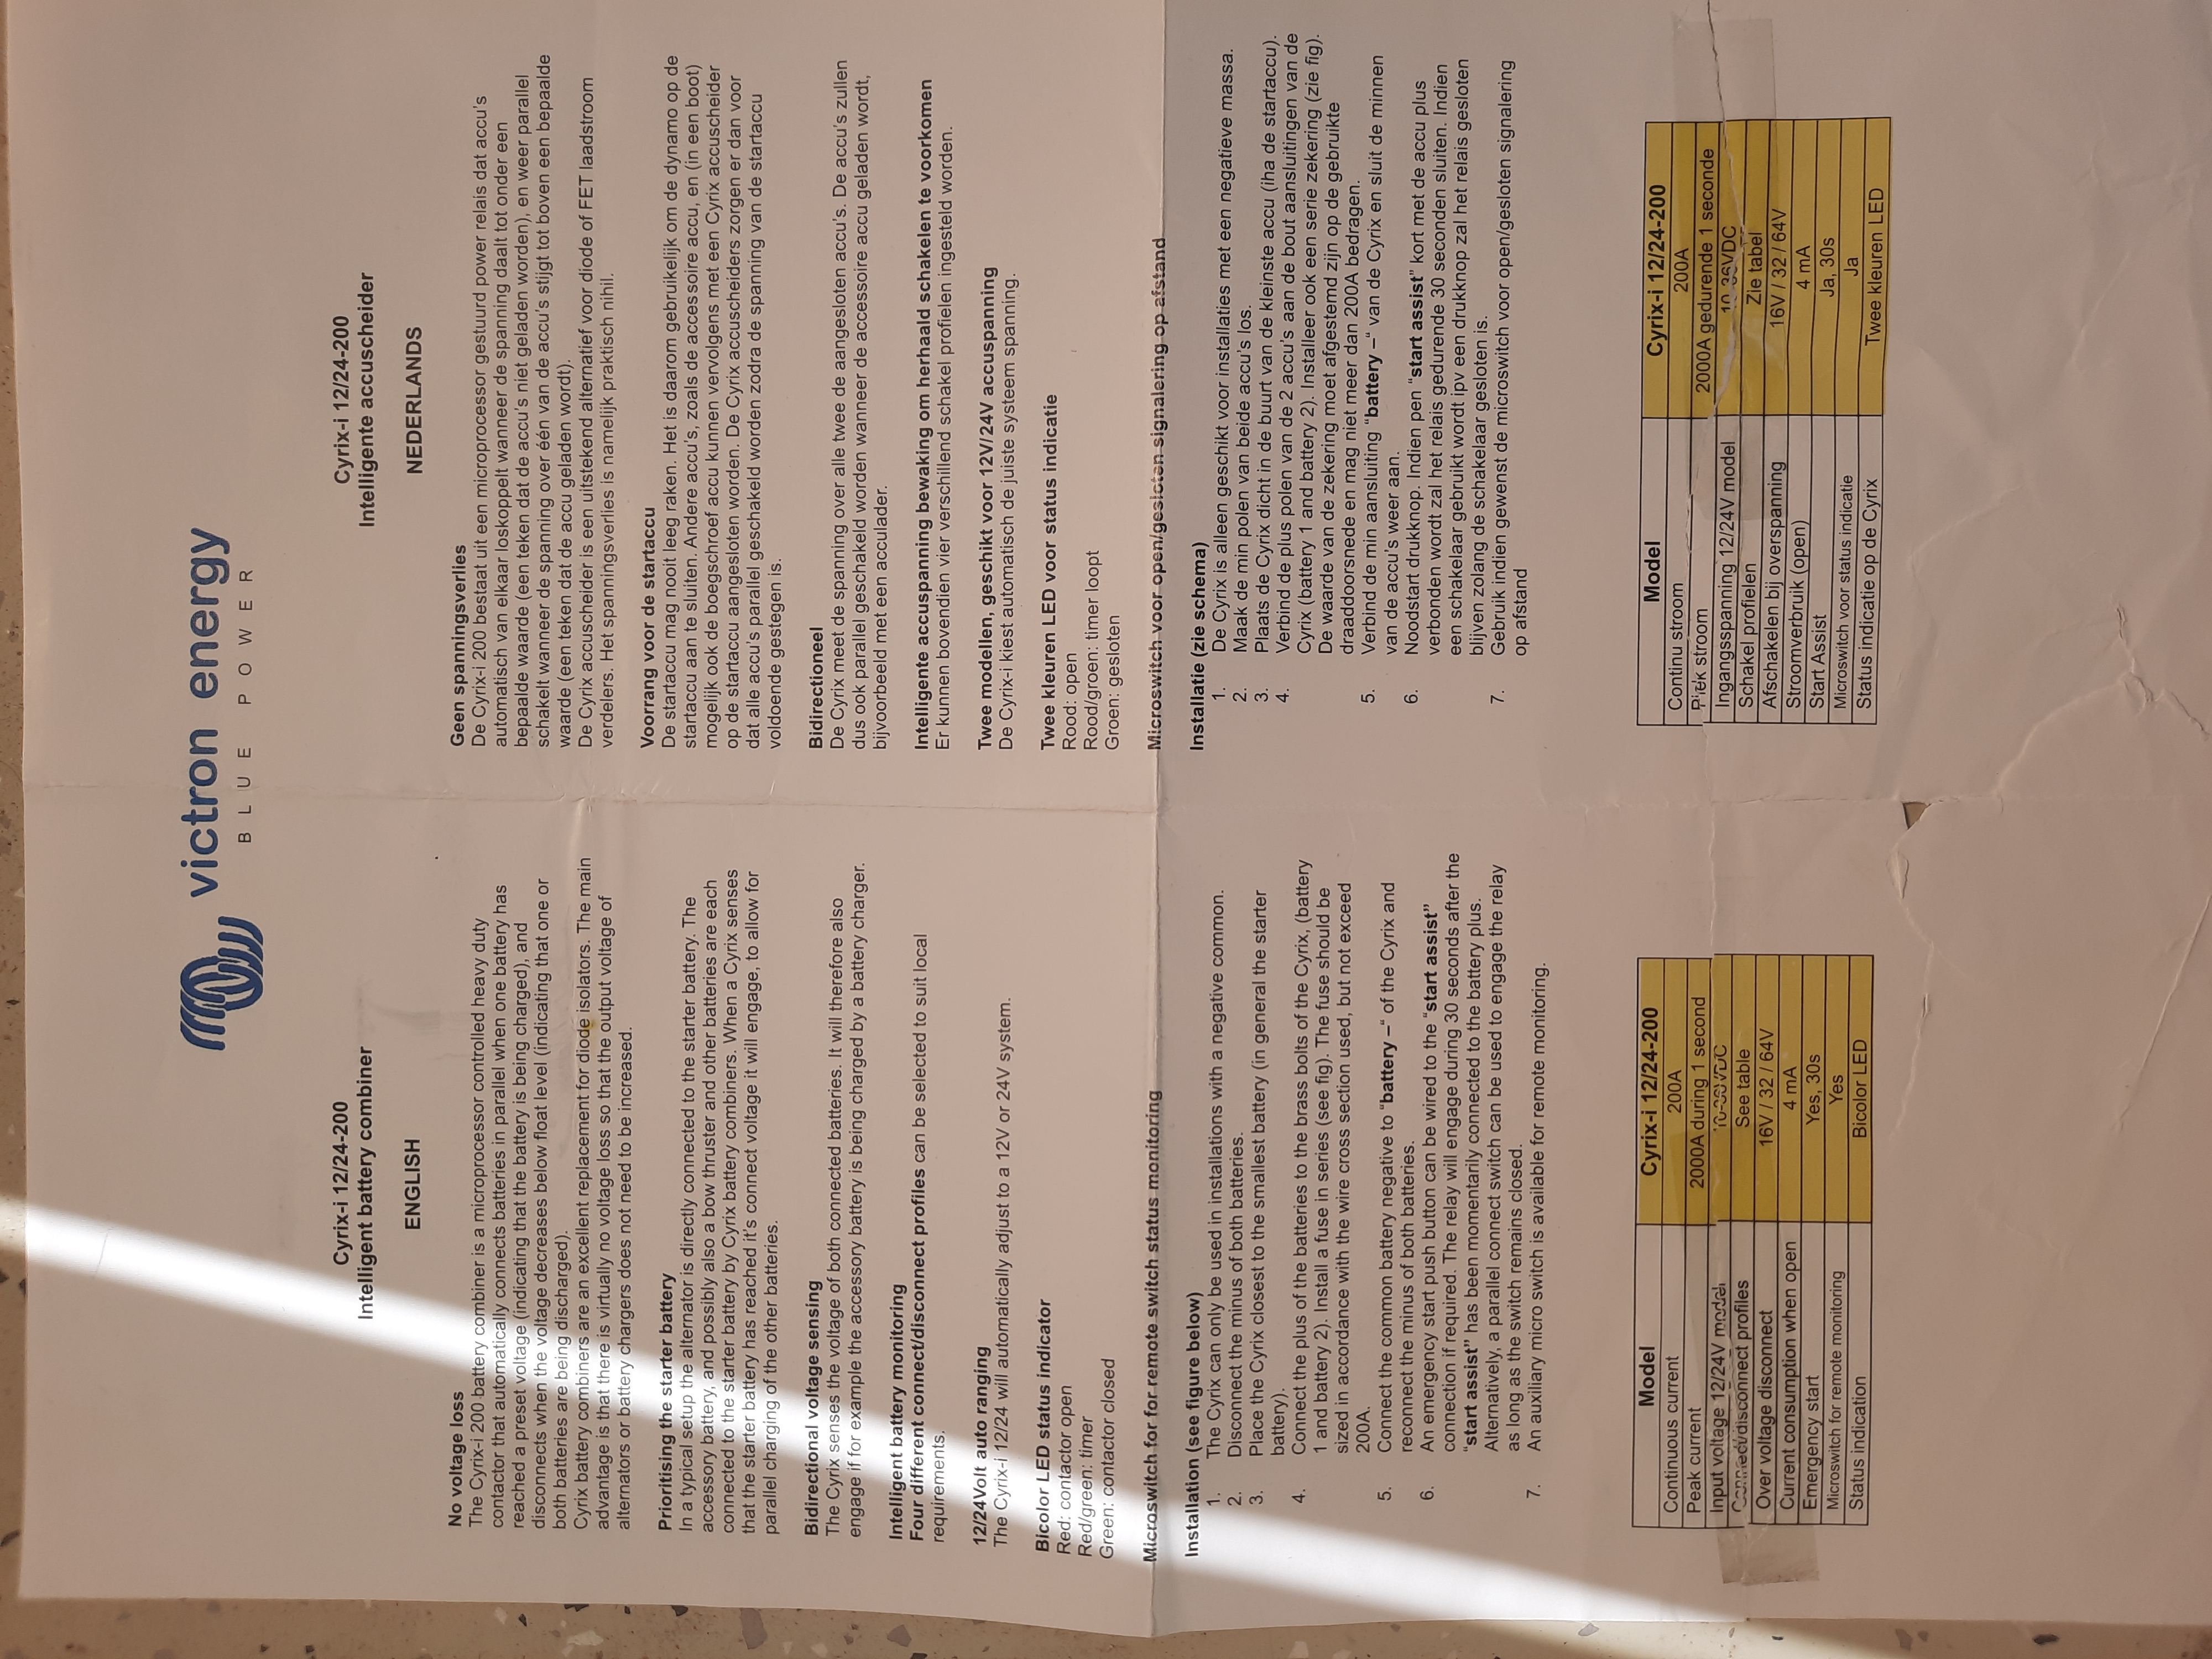 victron energy
BLUE POWER
Cyrix-i 12/24-200
Intelligent battery combiner
ENGLISH
No voltage loss
The Cyrix-i 200 battery combiner is a microprocessor controlled heavy duty
contactor that automatically connects batteries in parallel when one battery has
reached a preset voltage (indicating that the battery is being charged), and
disconnects when the voltage decreases below float level (indicating that one or
both batteries are being discharged).
Cyrix battery combiners are an excellent replacement for diode isolators. The main
advantage is that there is virtually no voltage loss so that the output voltage of
alternators or battery chargers does not need to be increased.
Prioritising the starter battery
In a typical setup the alternator is directly connected to the starter battery. The
accessory battery, and possibly also a bow thruster and other batteries are each
connected to the starter battery by Cyrix battery combiners. When a Cyrix senses
that the starter battery has reached it's connect voltage it will engage, to allow for
parallel charging of the other batteries.
Bidirectional voltage sensing
The Cyrix senses the voltage of both connected batteries. It will therefore also
engage if for example the accessory battery is being charged by a battery charger.
Intelligent battery monitoring
Four different connect/disconnect profiles can be selected to suit local
requirements.
12/24Volt auto ranging
The Cyrix-i 12/24 will automatically adjust to a 12V or 24V system.
Bicolor LED status indicator
Red: contactor open
Red/green: timer
Green: contactor closed
Microswitch for for remote switch status monitoring
Installation (see figure below)
1. The Cyrix can only be used in installations with a negative common.
2. Disconnect the minus of both batteries.
3. Place the Cyrix closest to the smallest battery (in general the starter
battery).
4. Connect the plus of the batteries to the brass bolts of the Cyrix, (battery
1 and battery 2). Install a fuse in series (see fig). The fuse should be
sized in accordance with the wire cross section used, but not exceed
200A.
5. Connect the common battery negative to “battery –“ of the Cyrix and
reconnect the minus of both batteries.
6. An emergency start push button can be wired to the “start assist”
connection if required. The relay will engage during 30 seconds after the
“start assist” has been momentarily connected to the battery plus.
Alternatively, a parallel connect switch can be used to engage the relay
as long as the switch remains closed.
7. An auxiliary micro switch is available for remote monitoring.
Model Cyrix-i 12/24-200
Continuous current 200A
Peak current 2000A during 1 second
Input voltage 12/24V model 10-36VDC
Connect/disconnect profiles See table
Over voltage disconnect 16V / 32 / 64V
Current consumption when open 4 mA
Emergency start Yes, 30s
Microswitch for remote monitoring Yes
Status indication Bicolor LED
Cyrix-i 12/24-200
Intelligente accuscheider
NEDERLANDS
Geen spanningsverlies
De Cyrix-i 200 bestaat uit een microprocessor gestuurd power relais dat accu's
automatisch van elkaar loskoppelt wanneer de spanning daalt tot onder een
bepaalde waarde (een teken dat de accu's niet geladen worden), en weer parallel
schakelt wanneer de spanning over één van de accu's stijgt tot boven een bepaalde
waarde (een teken dat de accu geladen wordt).
De Cyrix accuscheider is een uitstekend alternatief voor diode of FET laadstroom
verdelers. Het spanningsverlies is namelijk praktisch nihil.
Voorrang voor de startaccu
De startaccu mag nooit leeg raken. Het is daarom gebruikelijk om de dynamo op de
startaccu aan te sluiten. Andere accu's, zoals de accessoire accu, en (in een boot)
mogelijk ook de boegschroef accu kunnen vervolgens met een Cyrix accuscheider
op de startaccu aangesloten worden. De Cyrix accuscheiders zorgen er dan voor
dat alle accu's parallel geschakeld worden zodra de spanning van de startaccu
voldoende gestegen is.
Bidirectioneel
De Cyrix meet de spanning over alle twee de aangesloten accu's. De accu's zullen
dus ook parallel geschakeld worden wanneer de accessoire accu geladen wordt,
bijvoorbeeld met een acculader.
Intelligente accuspanning bewaking om herhaald schakelen te voorkomen
Er kunnen bovendien vier verschillend schakel profielen ingesteld worden.
Twee modellen, geschikt voor 12V/24V accuspanning
De Cyrix-i kiest automatisch de juiste systeem spanning.
Twee kleuren LED voor status indicatie
Rood: open
Rood/groen: timer loopt
Groen: gesloten
Microswitch voor open/gesloten signalering op afstand
Installatie (zie schema)
1. De Cyrix is alleen geschikt voor installaties met een negatieve massa.
2. Maak de min polen van beide accu's los.
3. Plaats de Cyrix dicht in de buurt van de kleinste accu (iha de startaccu).
4. Verbind de plus polen van de 2 accu's aan de bout aansluitingen van de
Cyrix (battery 1 and battery 2). Installeer ook een serie zekering (zie fig).
De waarde van de zekering moet afgestemd zijn op de gebruikte
draaddoorsnede en mag niet meer dan 200A bedragen.
5. Verbind de min aansluiting “battery –“ van de Cyrix en sluit de minnen
van de accu's weer aan.
6. Noodstart drukknop. Indien pen “start assist” kort met de accu plus
verbonden wordt zal het relais gedurende 30 seconden sluiten. Indien
een schakelaar gebruikt wordt ipv een drukknop zal het relais gesloten
blijven zolang de schakelaar gesloten is.
7. Gebruik indien gewenst de microswitch voor open/gesloten signalering
op afstand
Model Cyrix-i 12/24-200
Continu stroom 200A
Piek stroom 2000A gedurende 1 seconde
Ingangsspanning 12/24V model 10-36VDC
Schakel profielen Zie tabel
Afschakelen bij overspanning 16V / 32 / 64V
Stroomverbruik (open) 4 mA
Start Assist Ja, 30s
Microswitch voor status indicatie Ja
Status indicatie op de Cyrix Twee kleuren LED